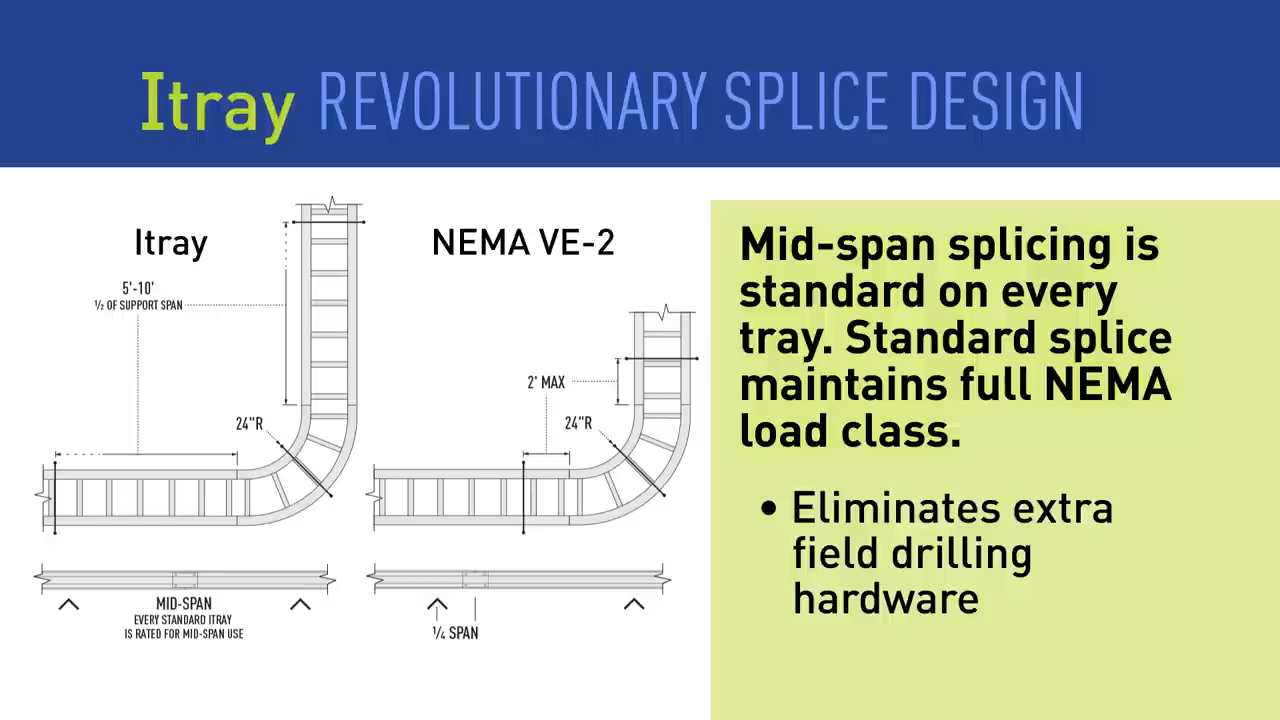 Itray REVOLUTIONARY SPLICE DESIGN
Itray
NEMA VE-2
5'-10'
½ OF SUPPORT SPAN
24"R
2' MAX
24"R
MID-SPAN
EVERY STANDARD ITRAY
IS RATED FOR MID-SPAN USE
¼ SPAN
Mid-span splicing is
standard on every
tray. Standard splice
maintains full NEMA
load class.
• Eliminates extra
field drilling
hardware